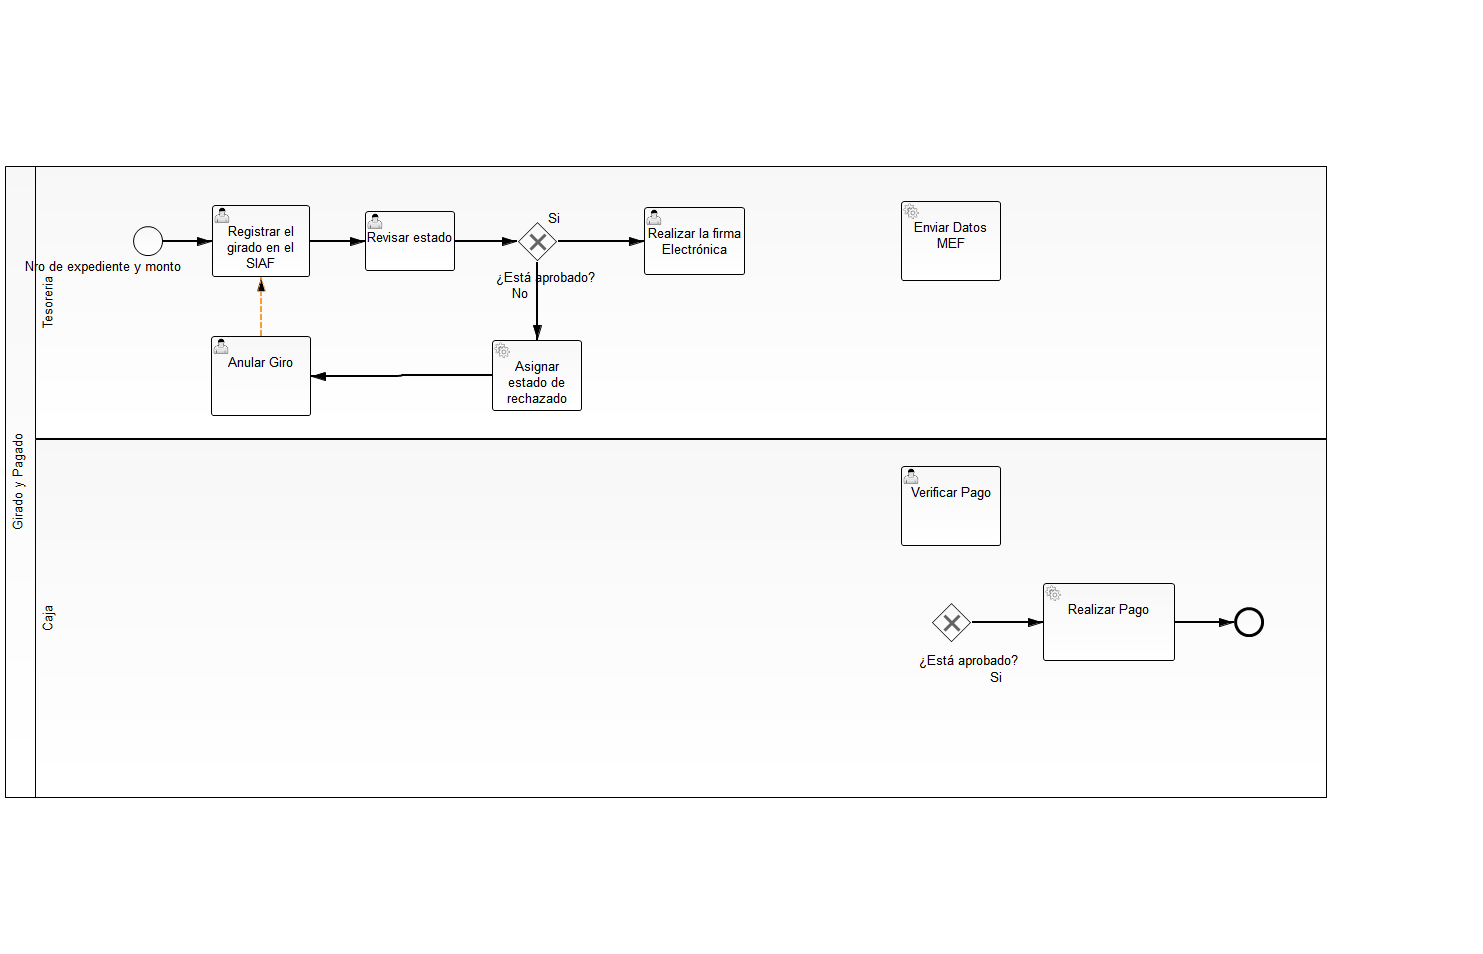 Girado y Pagado
Tesoreria
Nro de expediente y monto
Registrar el
girado en el
SIAF
Revisar estado
Si
¿Está aprobado?
No
Realizar la firma
Electrónica
Enviar Datos
MEF
Anular Giro
Asignar
estado de
rechazado
Caja
Verificar Pago
¿Está aprobado?
Si
Realizar Pago